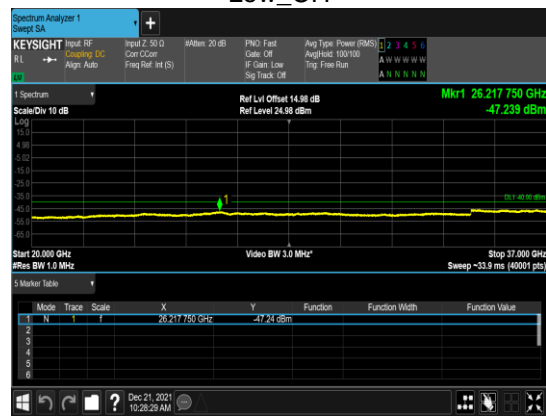 Low_CH
Spectrum Analyzer 1
Swept SA
KEYSIGHT Input: RF Input Z: 50 Ω #Atten: 20 dB PNO: Fast Avg Type: Power (RMS) 1 2 3 4 5 6
RL Coupling: DC Corr CCorr Gate: Off Avg|Hold: 100/100 A W W W W W
Align: Auto Freq Ref: Int (S) IF Gain: Low Trig: Free Run
Sig Track: Off A N N N N N
1 Spectrum Ref Lvl Offset 14.98 dB Mkr1 26.217 750 GHz
Scale/Div 10 dB Ref Level 24.98 dBm -47.239 dBm
Log
15.0
4.98
-5.02
-15.0
-25.0
-35.0
DL1 -40.00 dBm
1
-45.0
-55.0
-65.0
Start 20.000 GHz Video BW 3.0 MHz* Stop 37.000 GHz
#Res BW 1.0 MHz Sweep ~33.9 ms (40001 pts)
5 Marker Table
Mode Trace Scale X Y Function Function Width Function Value
1 N 1 f 26.217 750 GHz -47.24 dBm
2
3
4
5
6
? Dec 21, 2021
10:28:29 AM